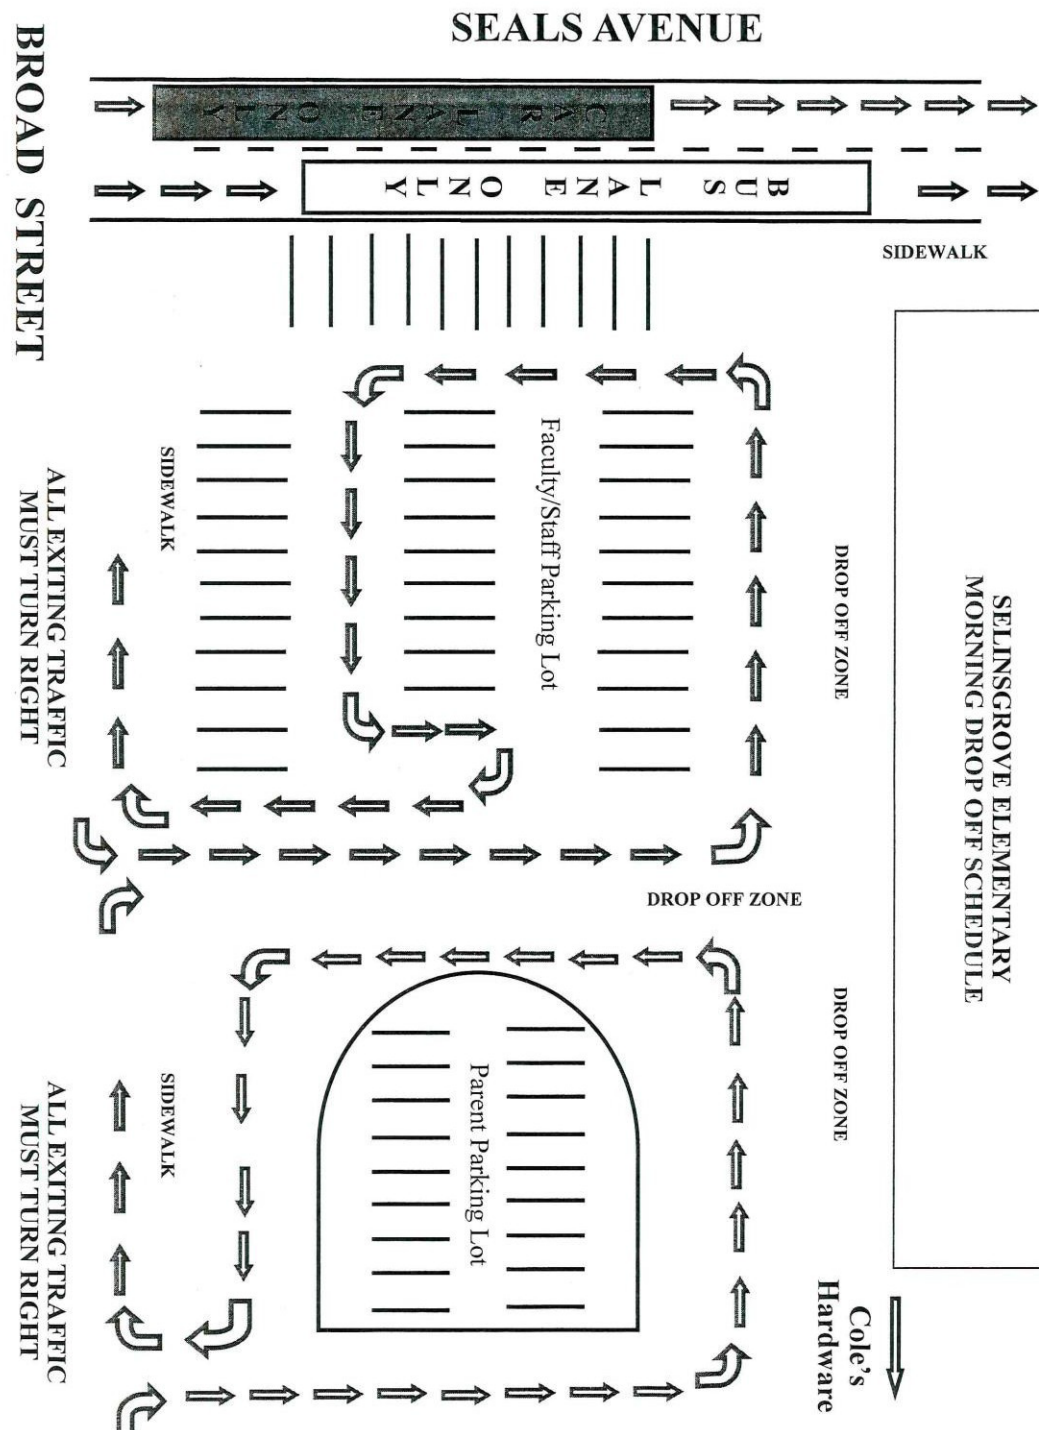 SEALS AVENUE
BROAD STREET
CAR LANE ONLY
BUS LANE ONLY
SIDEWALK
SELINSGROVE ELEMENTARY
MORNING DROP OFF SCHEDULE
Faculty/Staff Parking Lot
SIDEWALK
DROP OFF ZONE
ALL EXITING TRAFFIC
MUST TURN RIGHT
DROP OFF ZONE
DROP OFF ZONE
Parent Parking Lot
SIDEWALK
ALL EXITING TRAFFIC
MUST TURN RIGHT
Cole's
Hardware